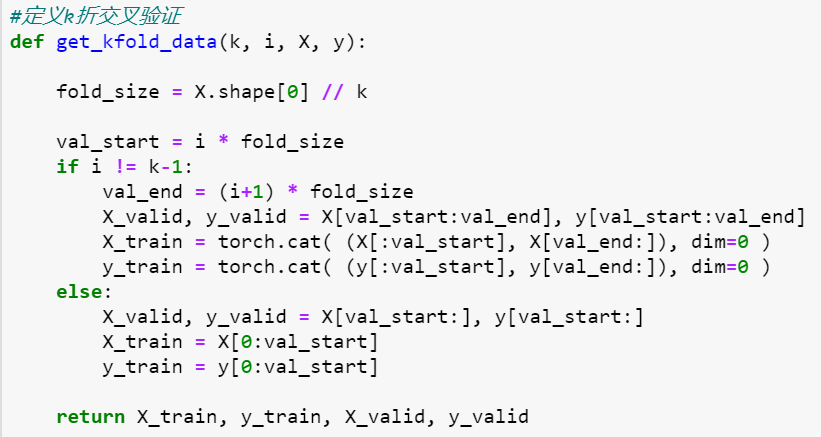 #定义k折交叉验证
def get_kfold_data(k, i, X, y):
    fold_size = X.shape[0] // k
    val_start = i * fold_size
    if i != k-1:
        val_end = (i+1) * fold_size
        X_valid, y_valid = X[val_start:val_end], y[val_start:val_end]
        X_train = torch.cat( (X[:val_start], X[val_end:]), dim=0 )
        y_train = torch.cat( (y[:val_start], y[val_end:]), dim=0 )
    else:
        X_valid, y_valid = X[val_start:], y[val_start:]
        X_train = X[0:val_start]
        y_train = y[0:val_start]
    return X_train, y_train, X_valid, y_valid